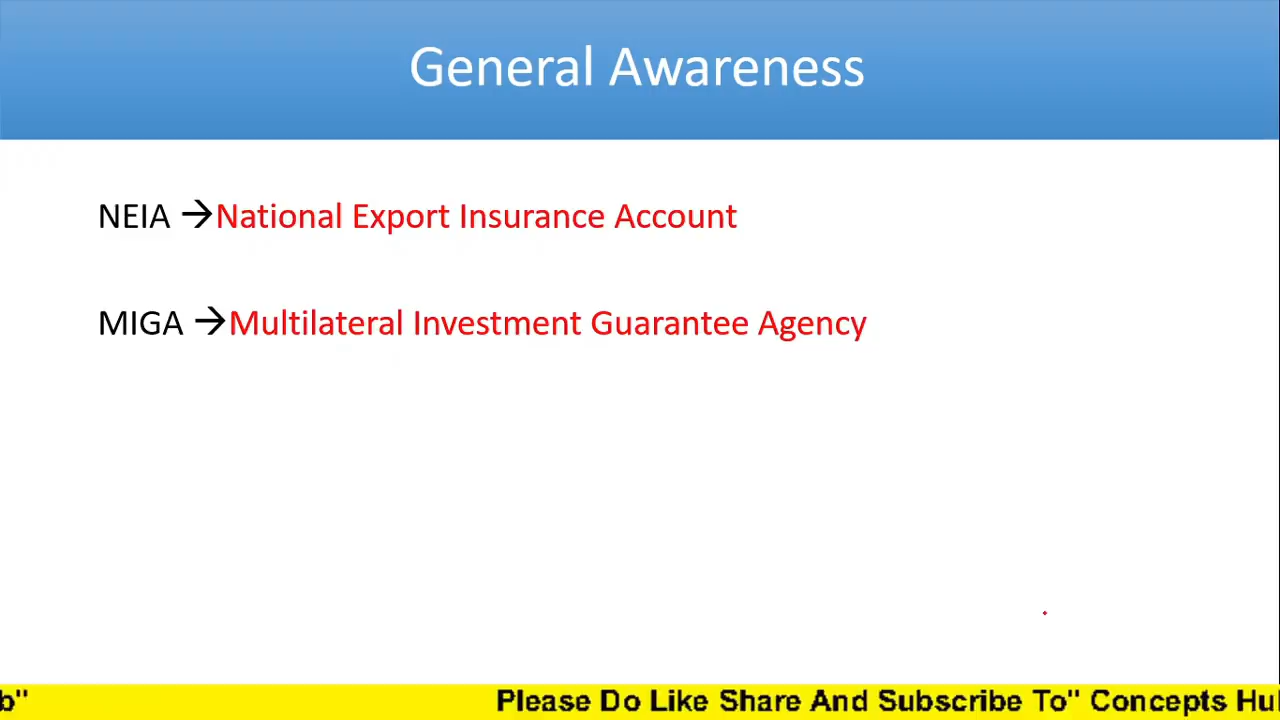 General Awareness
NEIA →National Export Insurance Account
MIGA →Multilateral Investment Guarantee Agency
b" Please Do Like Share And Subscribe To" Concepts Hu